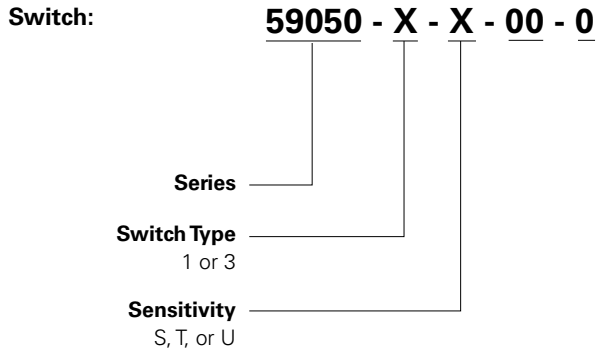 Switch: 59050 - X - X - 00 - 0
Series
Switch Type
1 or 3
Sensitivity
S, T, or U